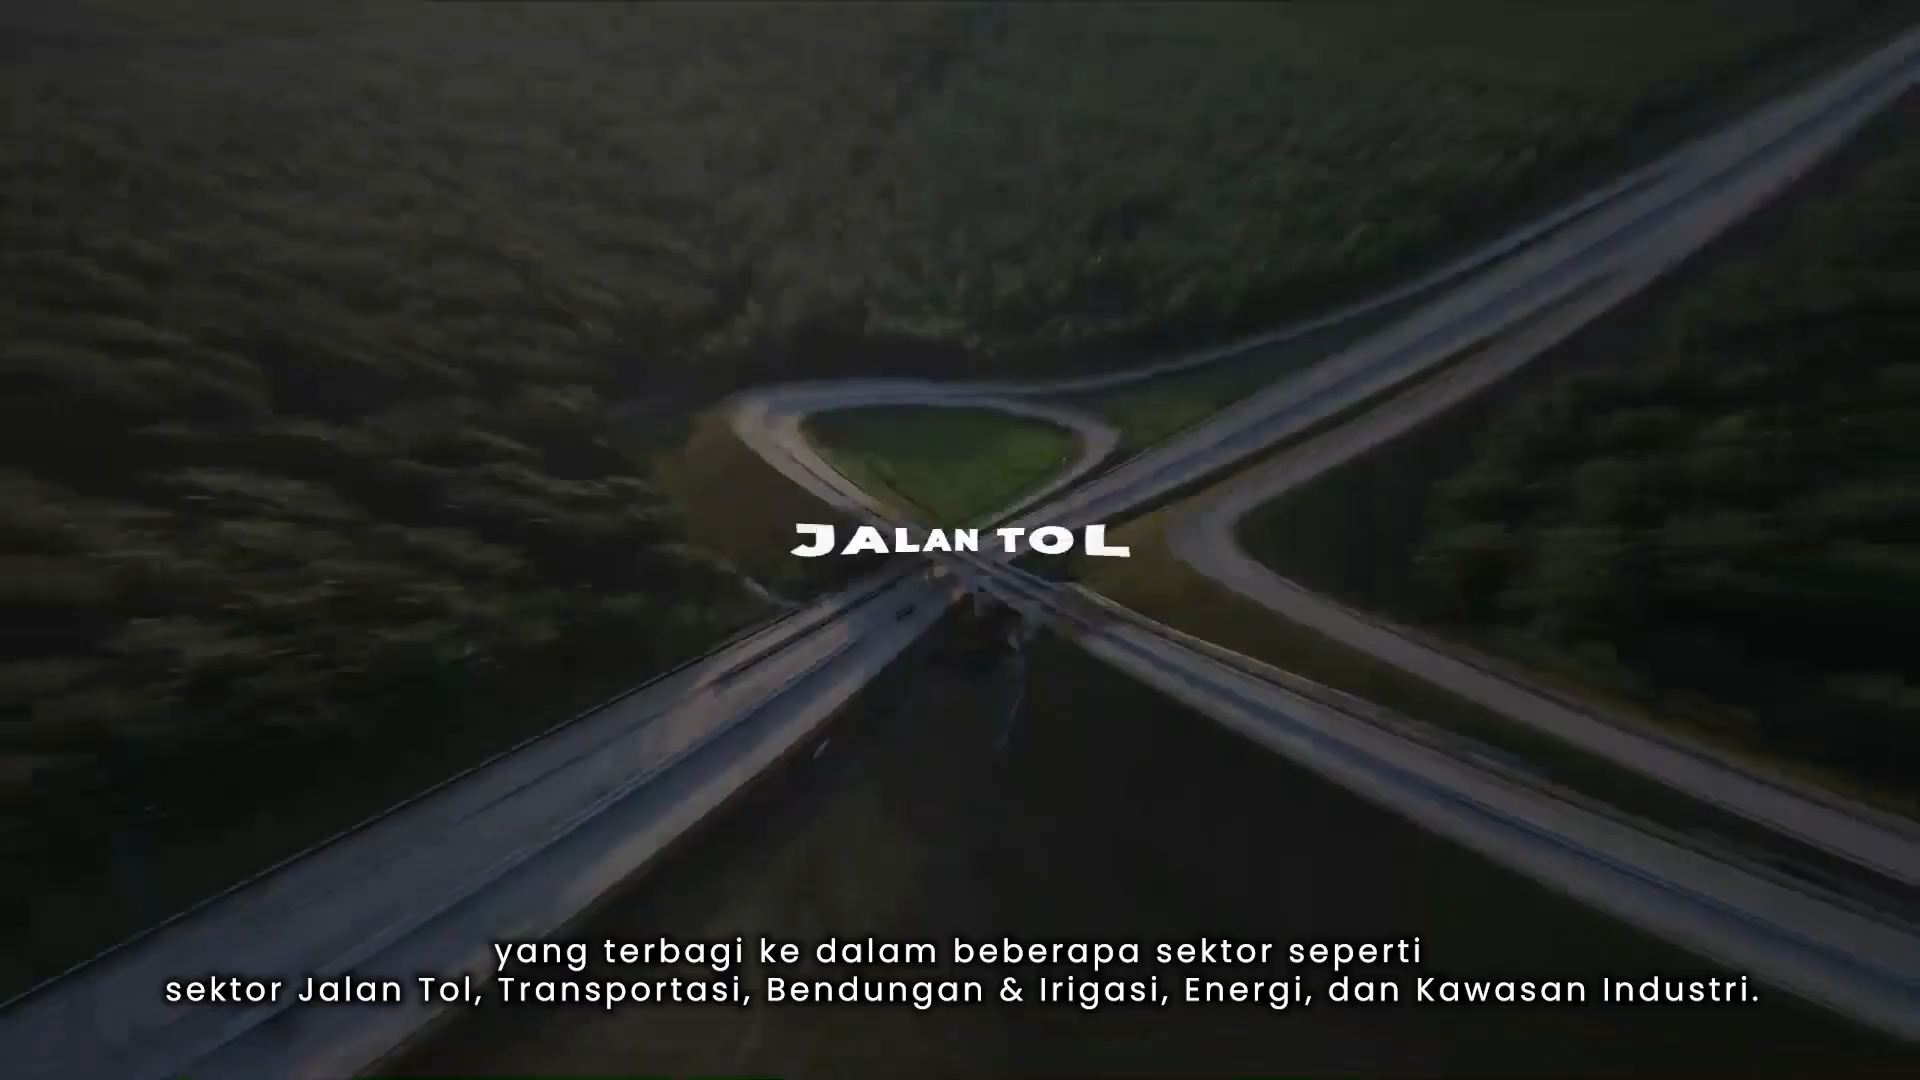 JALAN TOL
yang terbagi ke dalam beberapa sektor seperti
sektor Jalan Tol, Transportasi, Bendungan & Irigasi, Energi, dan Kawasan Industri.